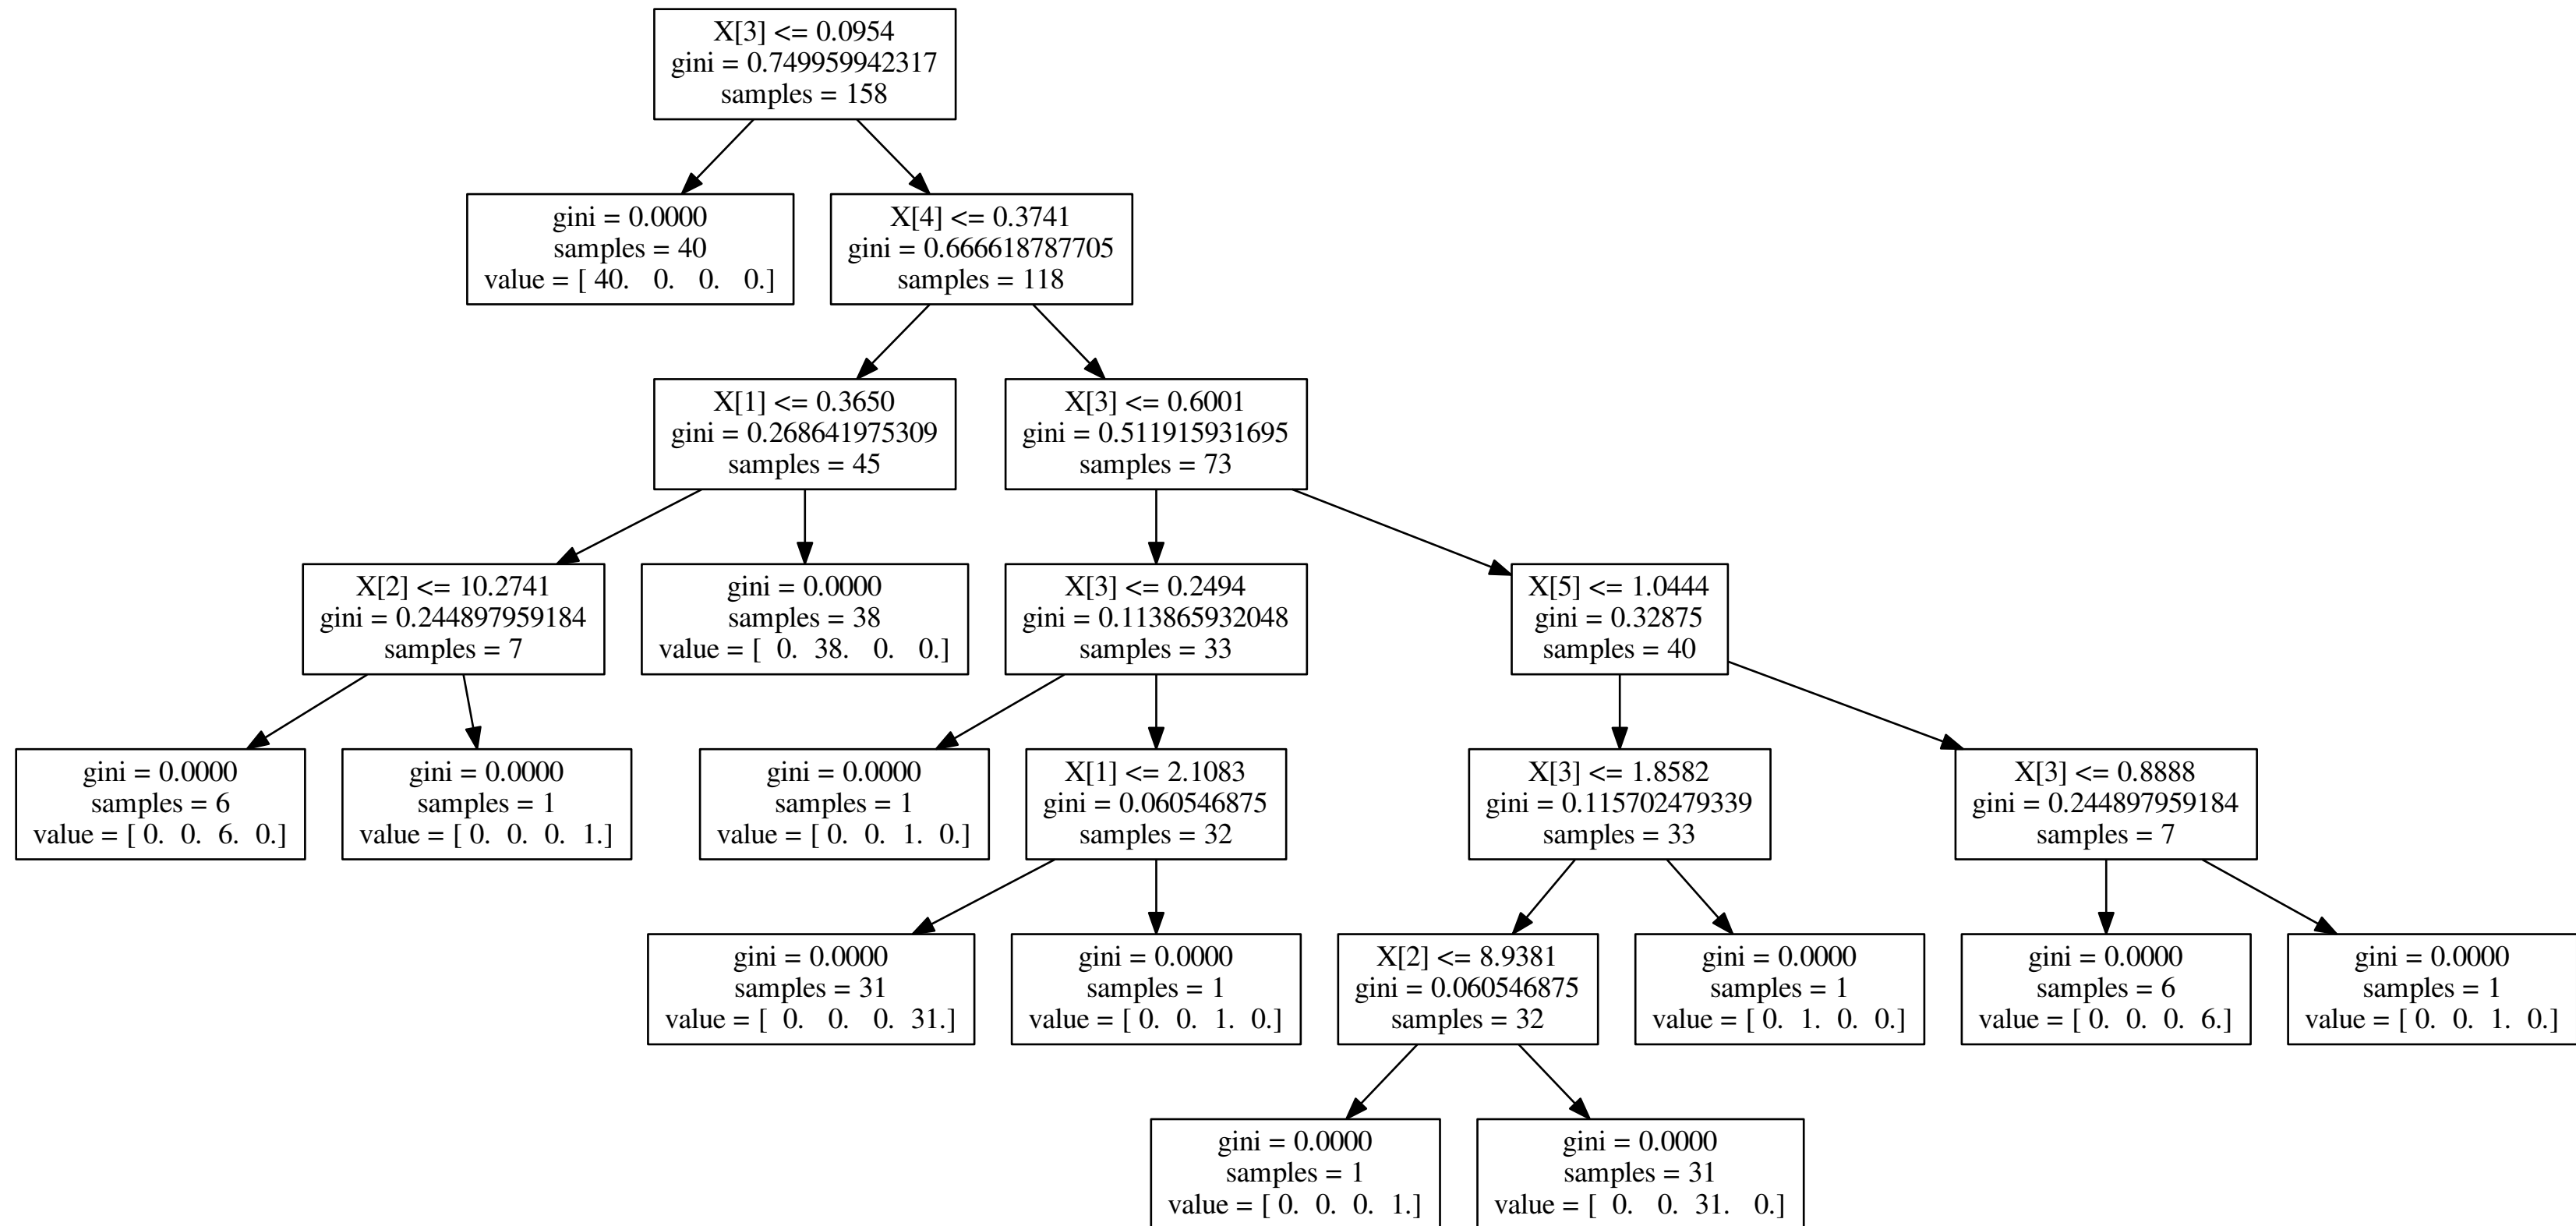 X[3] <= 0.0954
gini = 0.749959942317
samples = 158
gini = 0.0000
samples = 40
value = [ 40. 0. 0. 0.]
X[4] <= 0.3741
gini = 0.666618787705
samples = 118
X[1] <= 0.3650
gini = 0.268641975309
samples = 45
X[3] <= 0.6001
gini = 0.511915931695
samples = 73
X[2] <= 10.2741
gini = 0.244897959184
samples = 7
gini = 0.0000
samples = 38
value = [ 0. 38. 0. 0.]
X[3] <= 0.2494
gini = 0.113865932048
samples = 33
X[5] <= 1.0444
gini = 0.32875
samples = 40
gini = 0.0000
samples = 6
value = [ 0. 0. 6. 0.]
gini = 0.0000
samples = 1
value = [ 0. 0. 0. 1.]
gini = 0.0000
samples = 1
value = [ 0. 0. 1. 0.]
X[1] <= 2.1083
gini = 0.060546875
samples = 32
X[3] <= 1.8582
gini = 0.115702479339
samples = 33
X[3] <= 0.8888
gini = 0.244897959184
samples = 7
gini = 0.0000
samples = 31
value = [ 0. 0. 0. 31.]
gini = 0.0000
samples = 1
value = [ 0. 0. 1. 0.]
X[2] <= 8.9381
gini = 0.060546875
samples = 32
gini = 0.0000
samples = 1
value = [ 0. 1. 0. 0.]
gini = 0.0000
samples = 6
value = [ 0. 0. 0. 6.]
gini = 0.0000
samples = 1
value = [ 0. 0. 1. 0.]
gini = 0.0000
samples = 1
value = [ 0. 0. 0. 1.]
gini = 0.0000
samples = 31
value = [ 0. 0. 31. 0.]